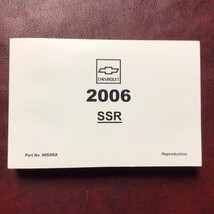 CHEVROLET
2006
SSR
Part No. 06SSRA
Reproduction